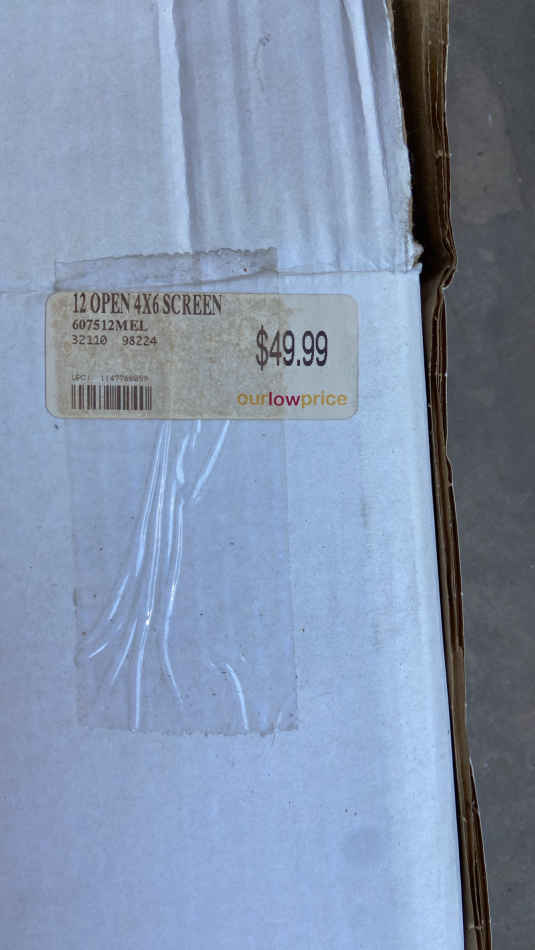 12 OPEN 4X6 SCREEN
607512MEL
32110 98224
$49.99
ourlowprice